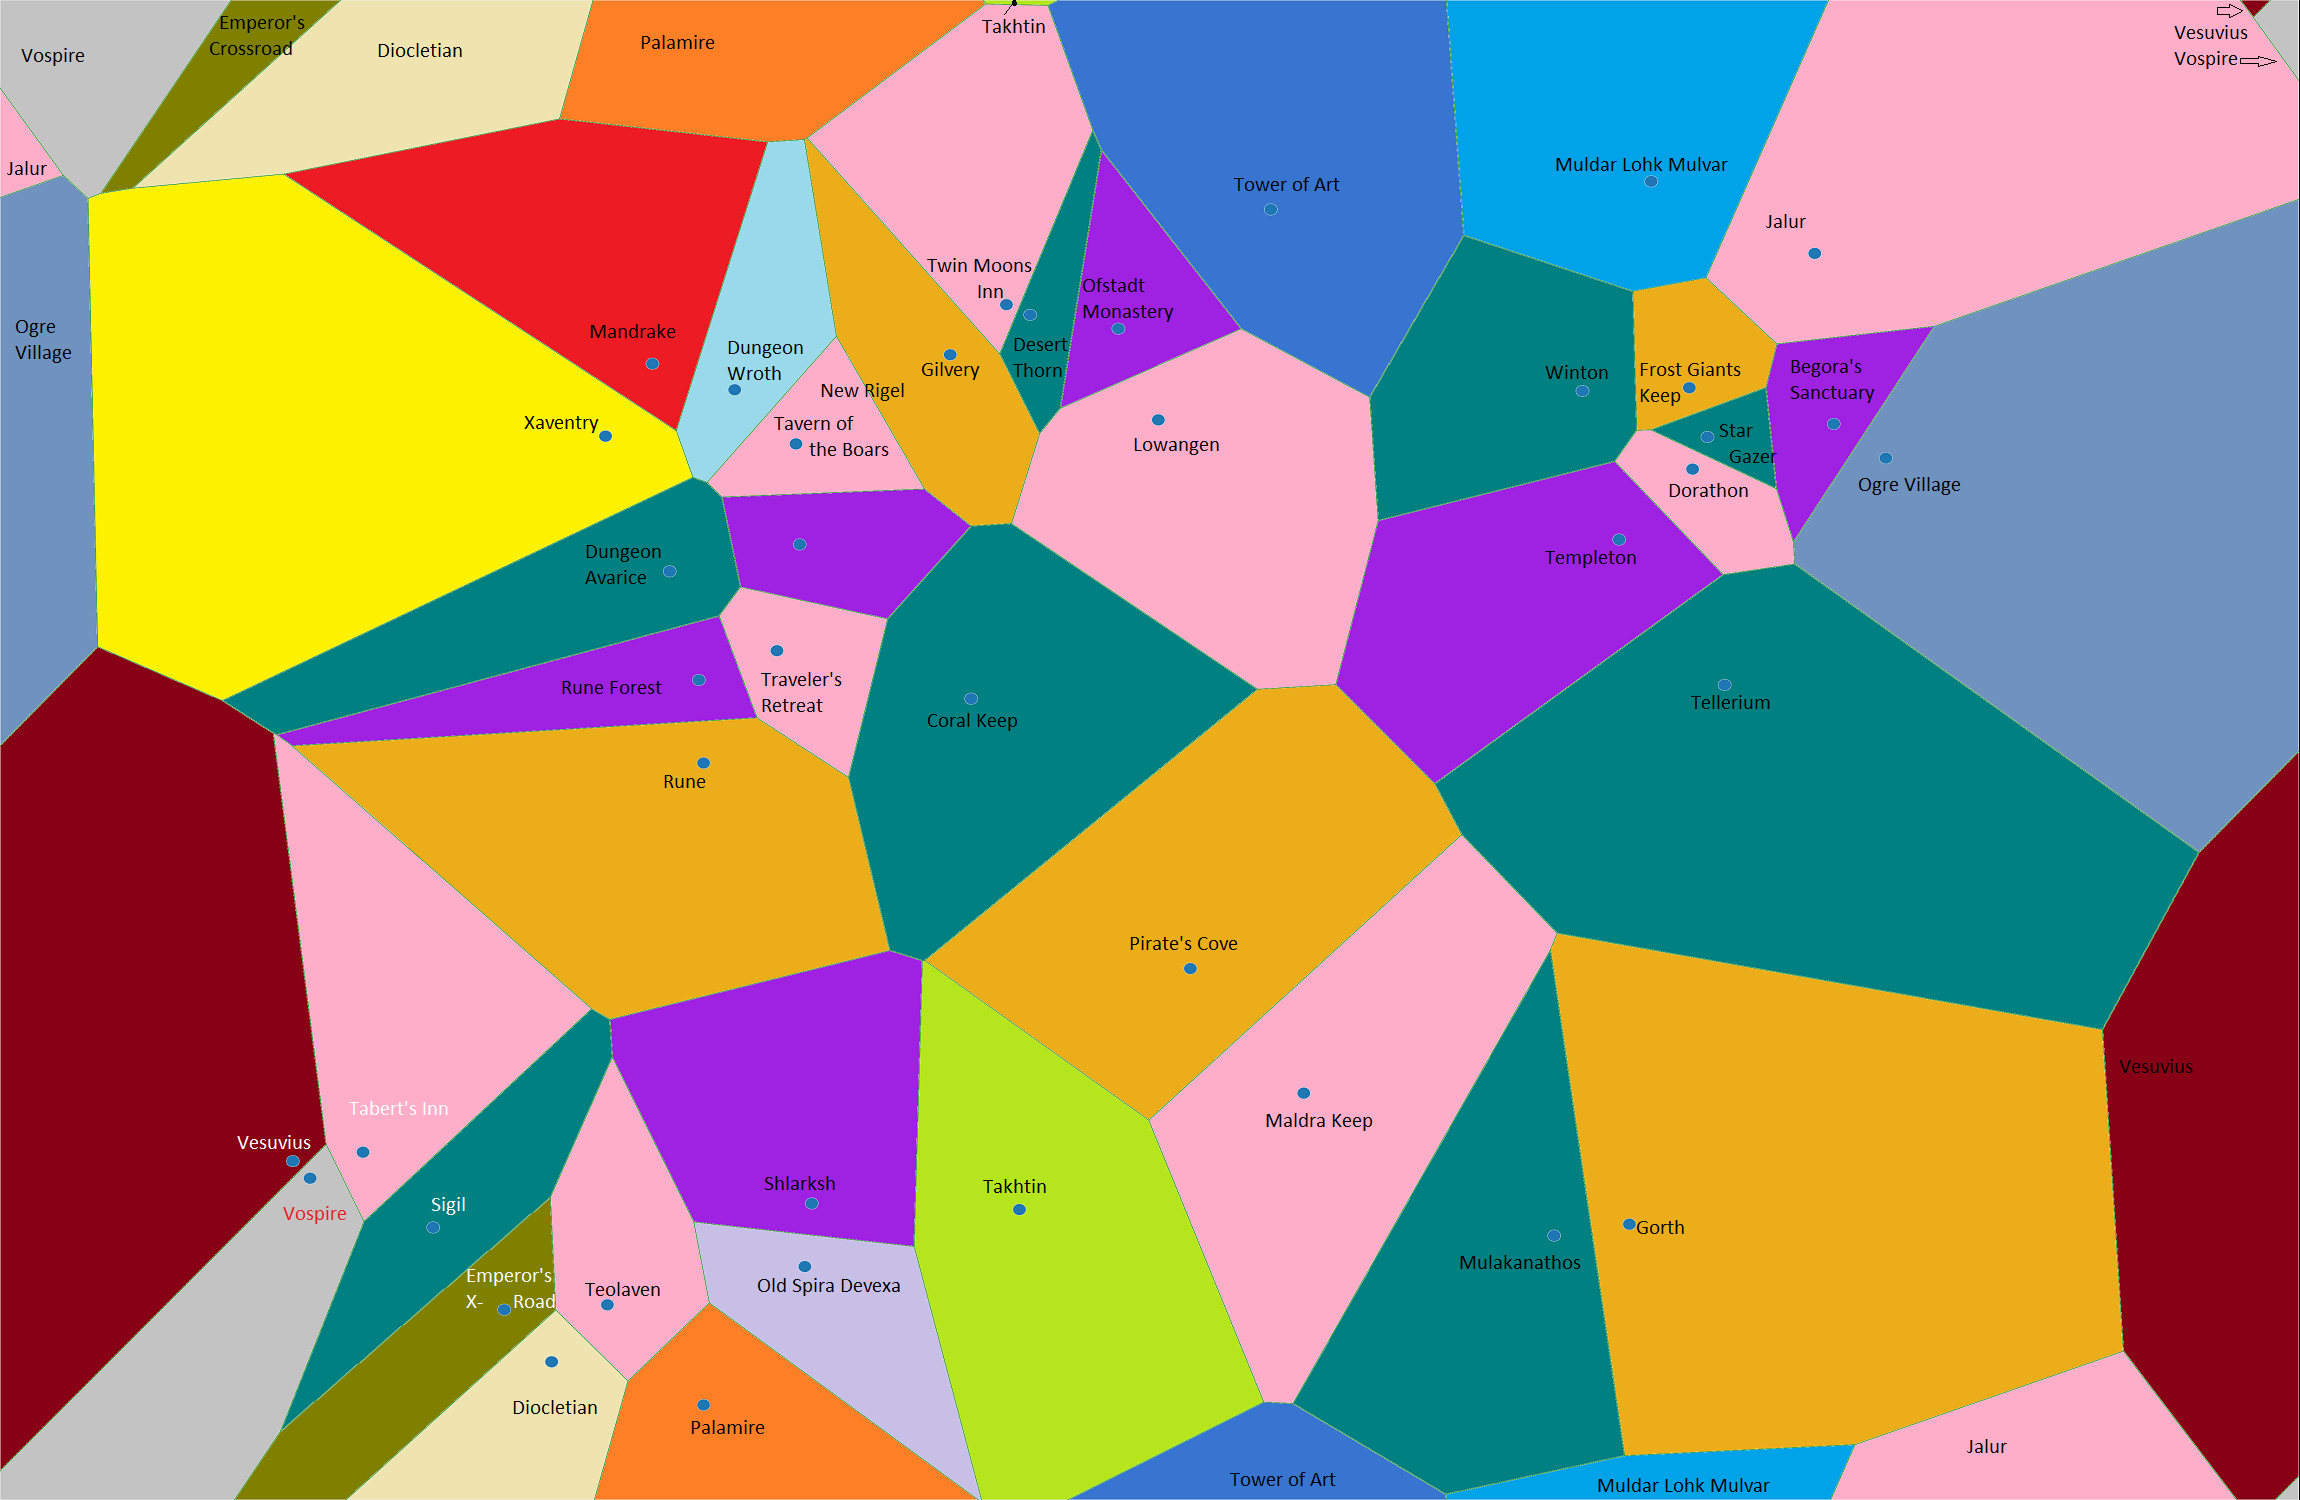 Vospire
Emperor's
Crossroad
Diocletian
Palamire
Takhtin
Vesuvius
Vospire
Jalur
Muldar Lohk Mulvar
Tower of Art
Jalur
Twin Moons
Inn
Ofstadt
Monastery
Ogre
Village
Mandrake
Dungeon
Wroth
Desert
Thorn
Gilvery
New Rigel
Winton
Frost Giants
Keep
Begora's
Sanctuary
Xaventry
Tavern of
the Boars
Lowangen
Star
Gazer
Dorathon
Ogre Village
Dungeon
Avarice
Templeton
Rune Forest
Traveler's
Retreat
Coral Keep
Tellerium
Rune
Pirate's Cove
Vesuvius
Tabert's Inn
Maldra Keep
Vesuvius
Vospire
Sigil
Shlarksh
Takhtin
Gorth
Mulakanathos
Emperor's
X- Road
Teolaven
Old Spira Devexa
Diocletian
Palamire
Jalur
Tower of Art
Muldar Lohk Mulvar